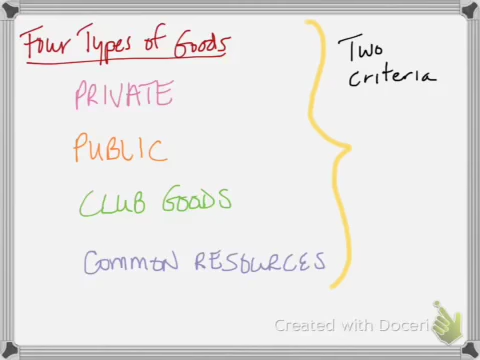 Four Types of Goods
PRIVATE
PUBLIC
CLUB GOODS
COMMON RESOURCES
Two
Criteria
Created with Doceri